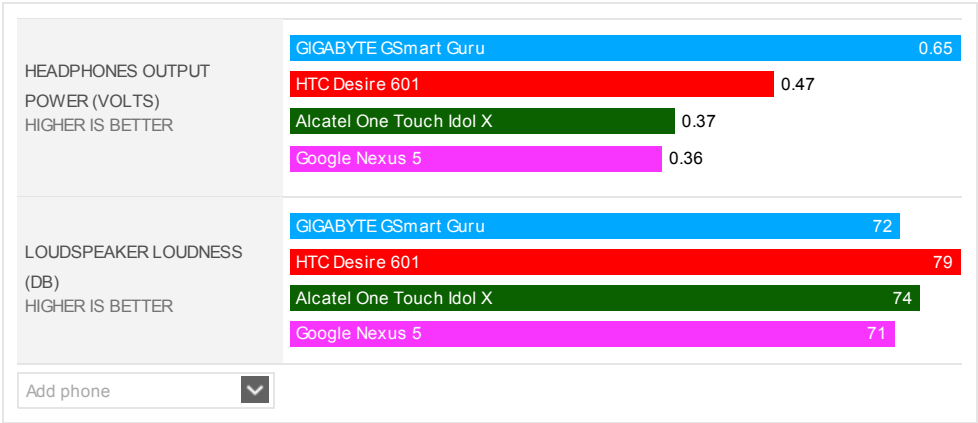 HEADPHONES OUTPUT
POWER (VOLTS)
HIGHER IS BETTER
GIGABYTE GSmart Guru 0.65
HTC Desire 601 0.47
Alcatel One Touch Idol X 0.37
Google Nexus 5 0.36
LOUDSPEAKER LOUDNESS
(DB)
HIGHER IS BETTER
GIGABYTE GSmart Guru 72
HTC Desire 601 79
Alcatel One Touch Idol X 74
Google Nexus 5 71
Add phone